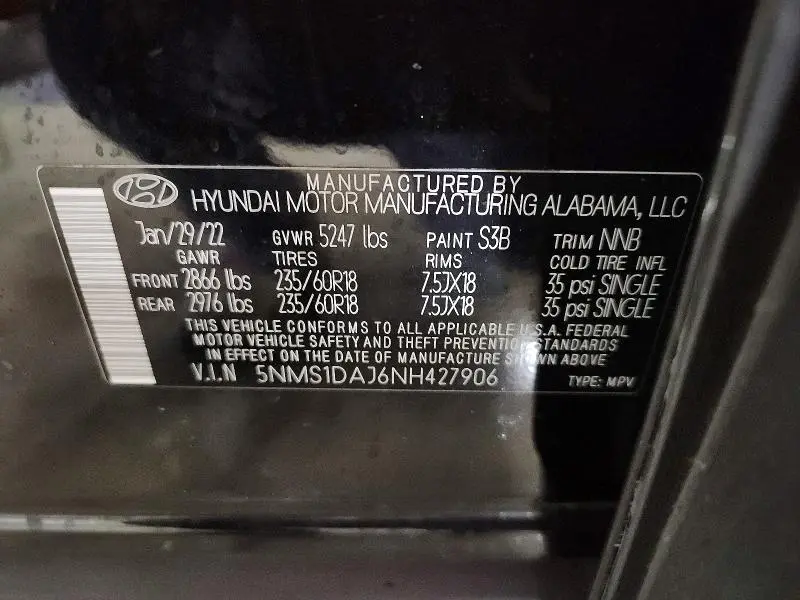 MANUFACTURED BY
HYUNDAI MOTOR MANUFACTURING ALABAMA, LLC
Jan/29/22 GVWR 5247 lbs PAINT S3B TRIM NNB
GAWR TIRES RIMS COLD TIRE INFL
FRONT 2866 lbs 235/60R18 7.5JX18 35 psi SINGLE
REAR 2976 lbs 235/60R18 7.5JX18 35 psi SINGLE
THIS VEHICLE CONFORMS TO ALL APPLICABLE U.S.A. FEDERAL
MOTOR VEHICLE SAFETY AND THEFT PREVENTION STANDARDS
IN EFFECT ON THE DATE OF MANUFACTURE SHOWN ABOVE
V.I.N 5NMS1DAJ6NH427906 TYPE: MPV